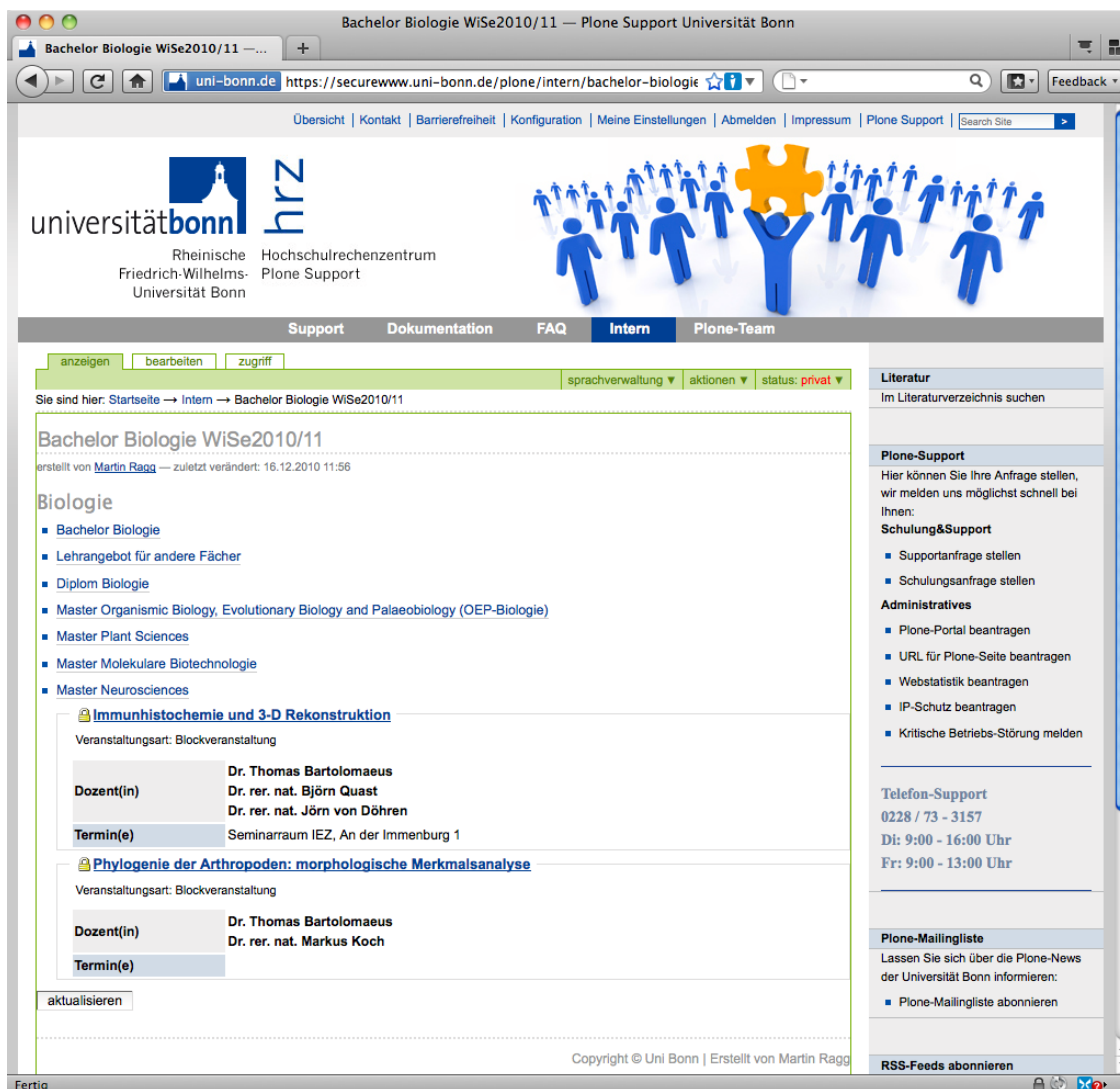 Bachelor Biologie WiSe2010/11 — Plone Support Universität Bonn
Bachelor Biologie WiSe2010/11 —...
uni-bonn.de https://securewww.uni-bonn.de/plone/intern/bachelor-biologie
Feedback
Übersicht | Kontakt | Barrierefreiheit | Konfiguration | Meine Einstellungen | Abmelden | Impressum | Plone Support | Search Site >
universitätbonn
hrz
Rheinische
Friedrich-Wilhelms-
Universität Bonn
Hochschulrechenzentrum
Plone Support
Support Dokumentation FAQ Intern Plone-Team
anzeigen bearbeiten zugriff
sprachverwaltung ▼ aktionen ▼ status: privat ▼
Sie sind hier: Startseite → Intern → Bachelor Biologie WiSe2010/11
Bachelor Biologie WiSe2010/11
erstellt von Martin Ragg — zuletzt verändert: 16.12.2010 11:56
Biologie
Bachelor Biologie
Lehrangebot für andere Fächer
Diplom Biologie
Master Organismic Biology, Evolutionary Biology and Palaeobiology (OEP-Biologie)
Master Plant Sciences
Master Molekulare Biotechnologie
Master Neurosciences
Immunhistochemie und 3-D Rekonstruktion
Veranstaltungsart: Blockveranstaltung
Dozent(in)
Dr. Thomas Bartolomaeus
Dr. rer. nat. Björn Quast
Dr. rer. nat. Jörn von Döhren
Termin(e) Seminarraum IEZ, An der Immenburg 1
Phylogenie der Arthropoden: morphologische Merkmalsanalyse
Veranstaltungsart: Blockveranstaltung
Dozent(in)
Dr. Thomas Bartolomaeus
Dr. rer. nat. Markus Koch
Termin(e)
aktualisieren
Copyright © Uni Bonn | Erstellt von Martin Ragg
Literatur
Im Literaturverzeichnis suchen
Plone-Support
Hier können Sie Ihre Anfrage stellen,
wir melden uns möglichst schnell bei
Ihnen:
Schulung&Support
Supportanfrage stellen
Schulungsanfrage stellen
Administratives
Plone-Portal beantragen
URL für Plone-Seite beantragen
Webstatistik beantragen
IP-Schutz beantragen
Kritische Betriebs-Störung melden
Telefon-Support
0228 / 73 - 3157
Di: 9:00 - 16:00 Uhr
Fr: 9:00 - 13:00 Uhr
Plone-Mailingliste
Lassen Sie sich über die Plone-News
der Universität Bonn informieren:
Plone-Mailingliste abonnieren
RSS-Feeds abonnieren
Fertig